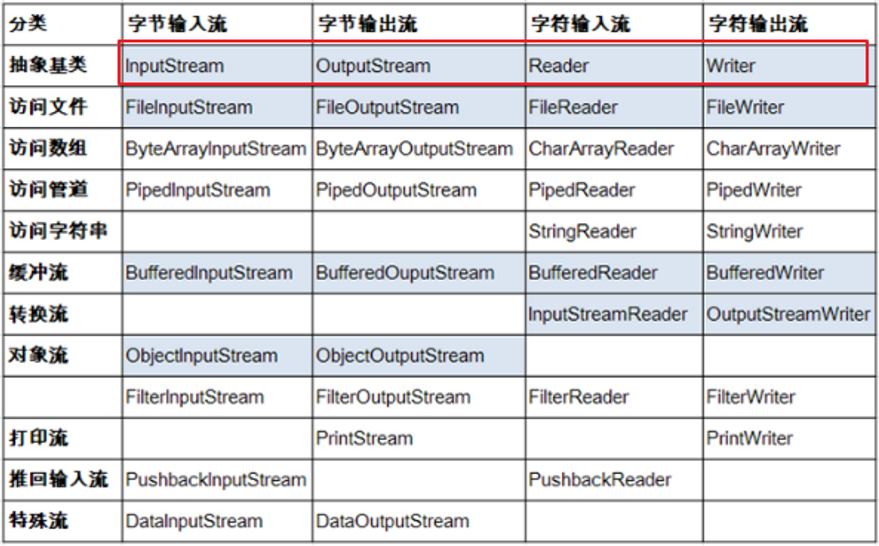 分类 字节输入流 字节输出流 字符输入流 字符输出流
抽象基类 InputStream OutputStream Reader Writer
访问文件 FileInputStream FileOutputStream FileReader FileWriter
访问数组 ByteArrayInputStream ByteArrayOutputStream CharArrayReader CharArrayWriter
访问管道 PipedInputStream PipedOutputStream PipedReader PipedWriter
访问字符串 StringReader StringWriter
缓冲流 BufferedInputStream BufferedOuputStream BufferedReader BufferedWriter
转换流 InputStreamReader OutputStreamWriter
对象流 ObjectInputStream ObjectOutputStream
FilterInputStream FilterOutputStream FilterReader FilterWriter
打印流 PrintStream PrintWriter
推回输入流 PushbackInputStream PushbackReader
特殊流 DataInputStream DataOutputStream